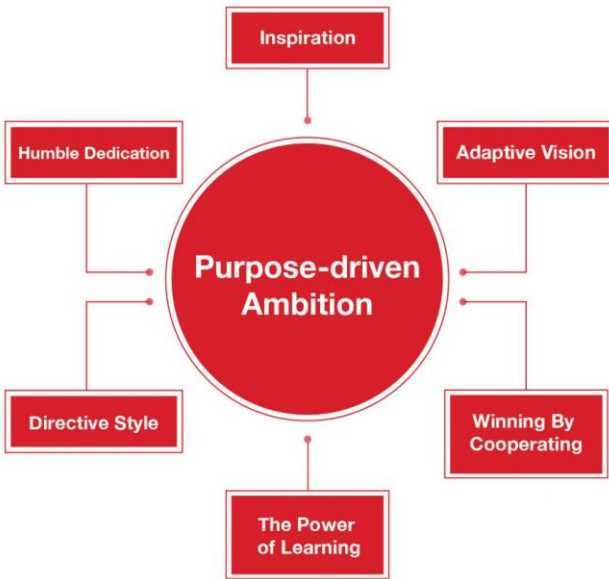 Inspiration
Humble Dedication
Adaptive Vision
Purpose-driven
Ambition
Directive Style
Winning By
Cooperating
The Power
of Learning